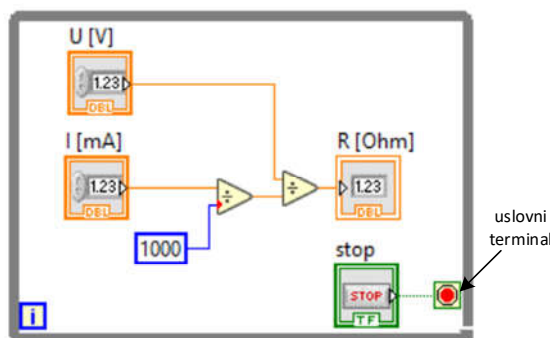 U [V]
1.23
DBL
I [mA]
1.23
DBL
÷
÷
1000
R [Ohm]
1.23
DBL
stop
STOP
TF
uslovni
terminal
i